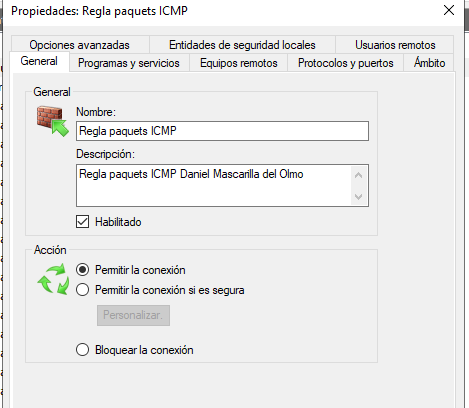 Propiedades: Regla paquets ICMP
Opciones avanzadas Entidades de seguridad locales Usuarios remotos
General Programas y servicios Equipos remotos Protocolos y puertos Ámbito
General
Nombre:
Regla paquets ICMP
Descripción:
Regla paquets ICMP Daniel Mascarilla del Olmo
Habilitado
Acción
Permitir la conexión
Permitir la conexión si es segura
Personalizar.
Bloquear la conexión